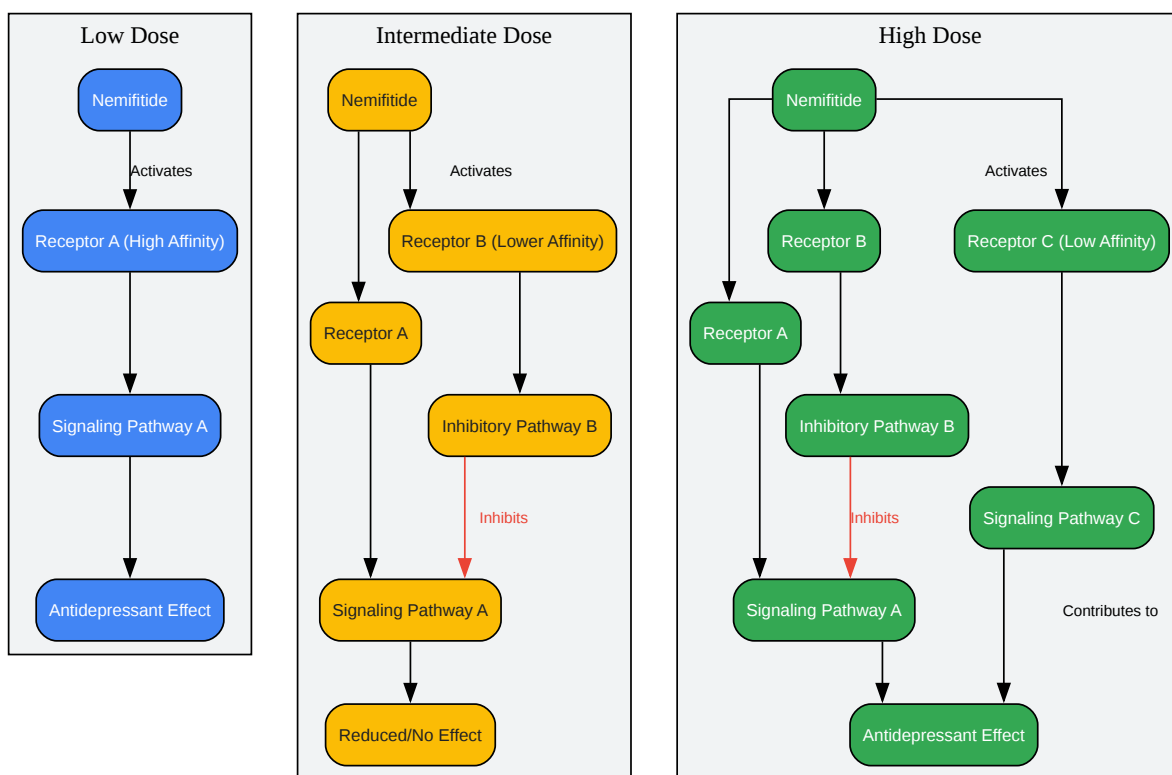 Low Dose
Nemifitide
Activates
Receptor A (High Affinity)
Signaling Pathway A
Antidepressant Effect
Intermediate Dose
Nemifitide
Activates
Receptor B (Lower Affinity)
Receptor A
Inhibitory Pathway B
Inhibits
Signaling Pathway A
Reduced/No Effect
High Dose
Nemifitide
Activates
Receptor B
Receptor C (Low Affinity)
Receptor A
Inhibitory Pathway B
Signaling Pathway C
Inhibits
Signaling Pathway A
Contributes to
Antidepressant Effect